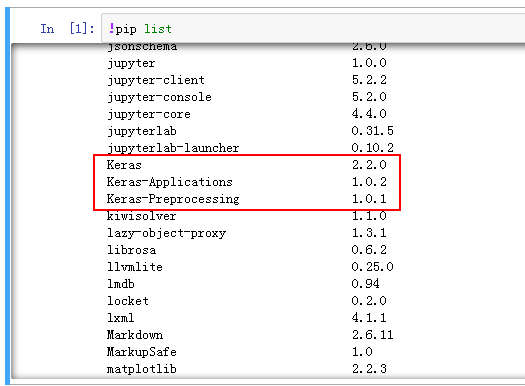 In [1]: !pip list
jsonschema 2.6.0
jupyter 1.0.0
jupyter-client 5.2.2
jupyter-console 5.2.0
jupyter-core 4.4.0
jupyterlab 0.31.5
jupyterlab-launcher 0.10.2
Keras 2.2.0
Keras-Applications 1.0.2
Keras-Preprocessing 1.0.1
kiwisolver 1.1.0
lazy-object-proxy 1.3.1
librosa 0.6.2
llvmlite 0.25.0
lmdb 0.94
locket 0.2.0
lxml 4.1.1
Markdown 2.6.11
MarkupSafe 1.0
matplotlib 2.2.3